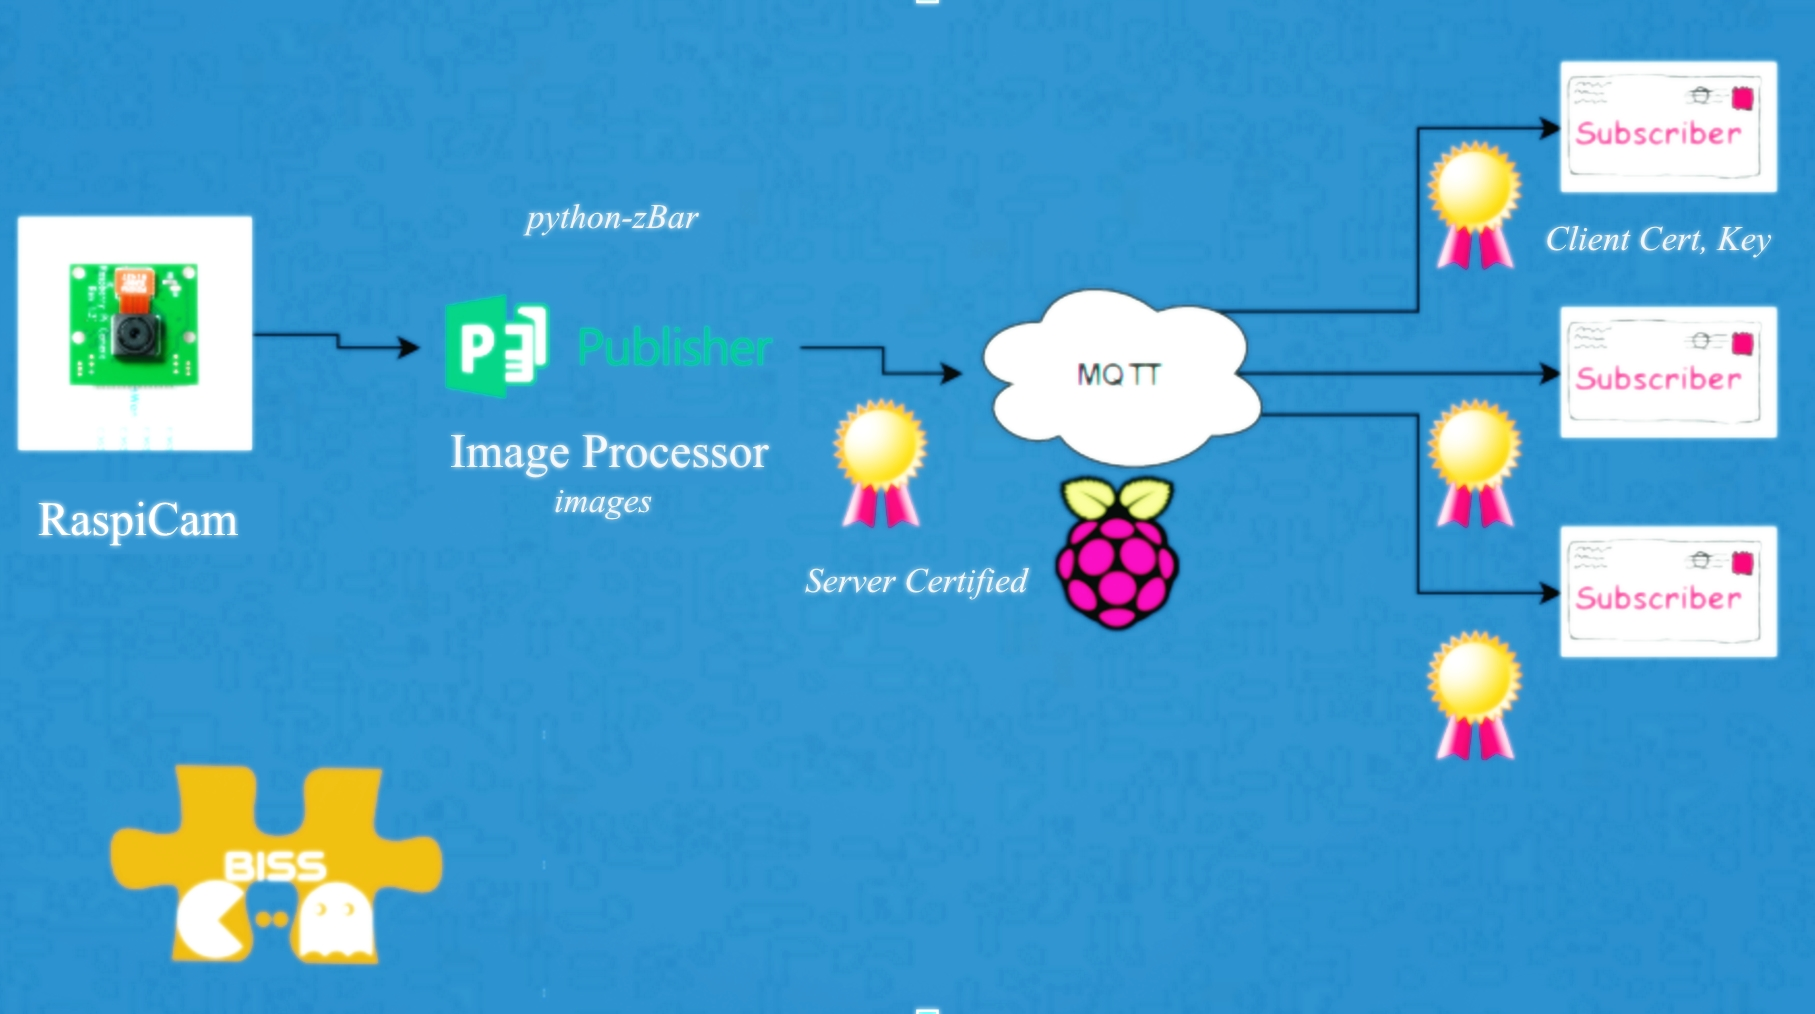 RaspiCam
python-zBar
P
Publisher
Image Processor
images
Server Certified
MQTT
Subscriber
Client Cert, Key
Subscriber
Subscriber
BISS